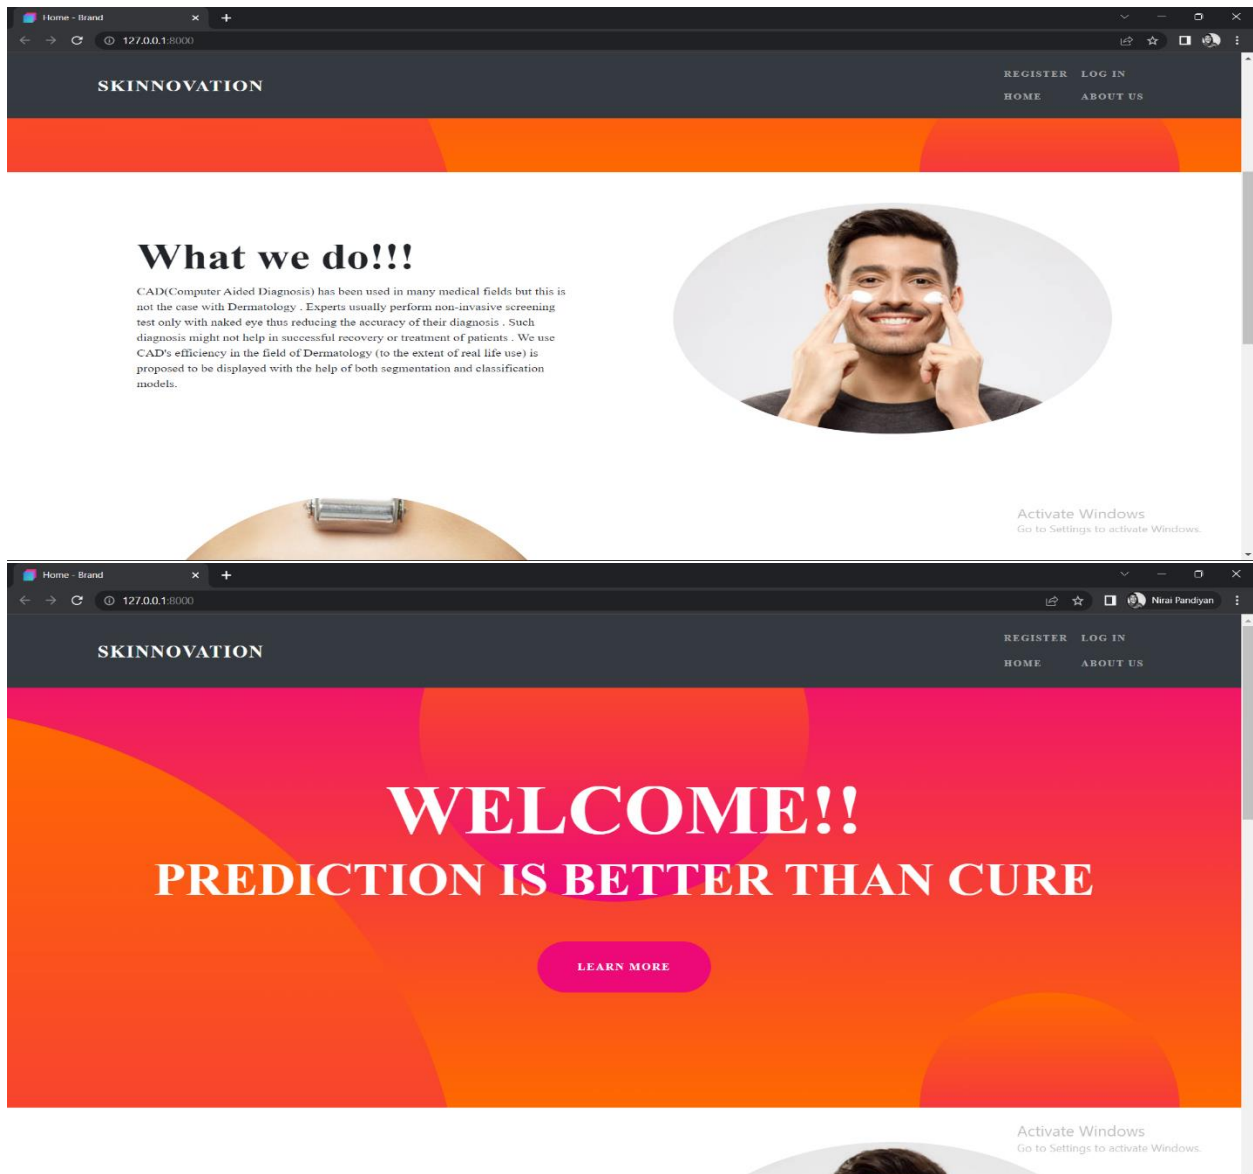 Home - Brand
127.0.0.1:8000
SKINNOVATION
REGISTER LOG IN
HOME ABOUT US
What we do!!!
CAD(Computer Aided Diagnosis) has been used in many medical fields but this is
not the case with Dermatology . Experts usually perform non-invasive screening
test only with naked eye thus reducing the accuracy of their diagnosis . Such
diagnosis might not help in successful recovery or treatment of patients . We use
CAD's efficiency in the field of Dermatology (to the extent of real life use) is
proposed to be displayed with the help of both segmentation and classification
models.
Activate Windows
Go to Settings to activate Windows.
Home - Brand
127.0.0.1:8000
Nirai Pandiyan
SKINNOVATION
REGISTER LOG IN
HOME ABOUT US
WELCOME!!
PREDICTION IS BETTER THAN CURE
LEARN MORE
Activate Windows
Go to Settings to activate Windows.